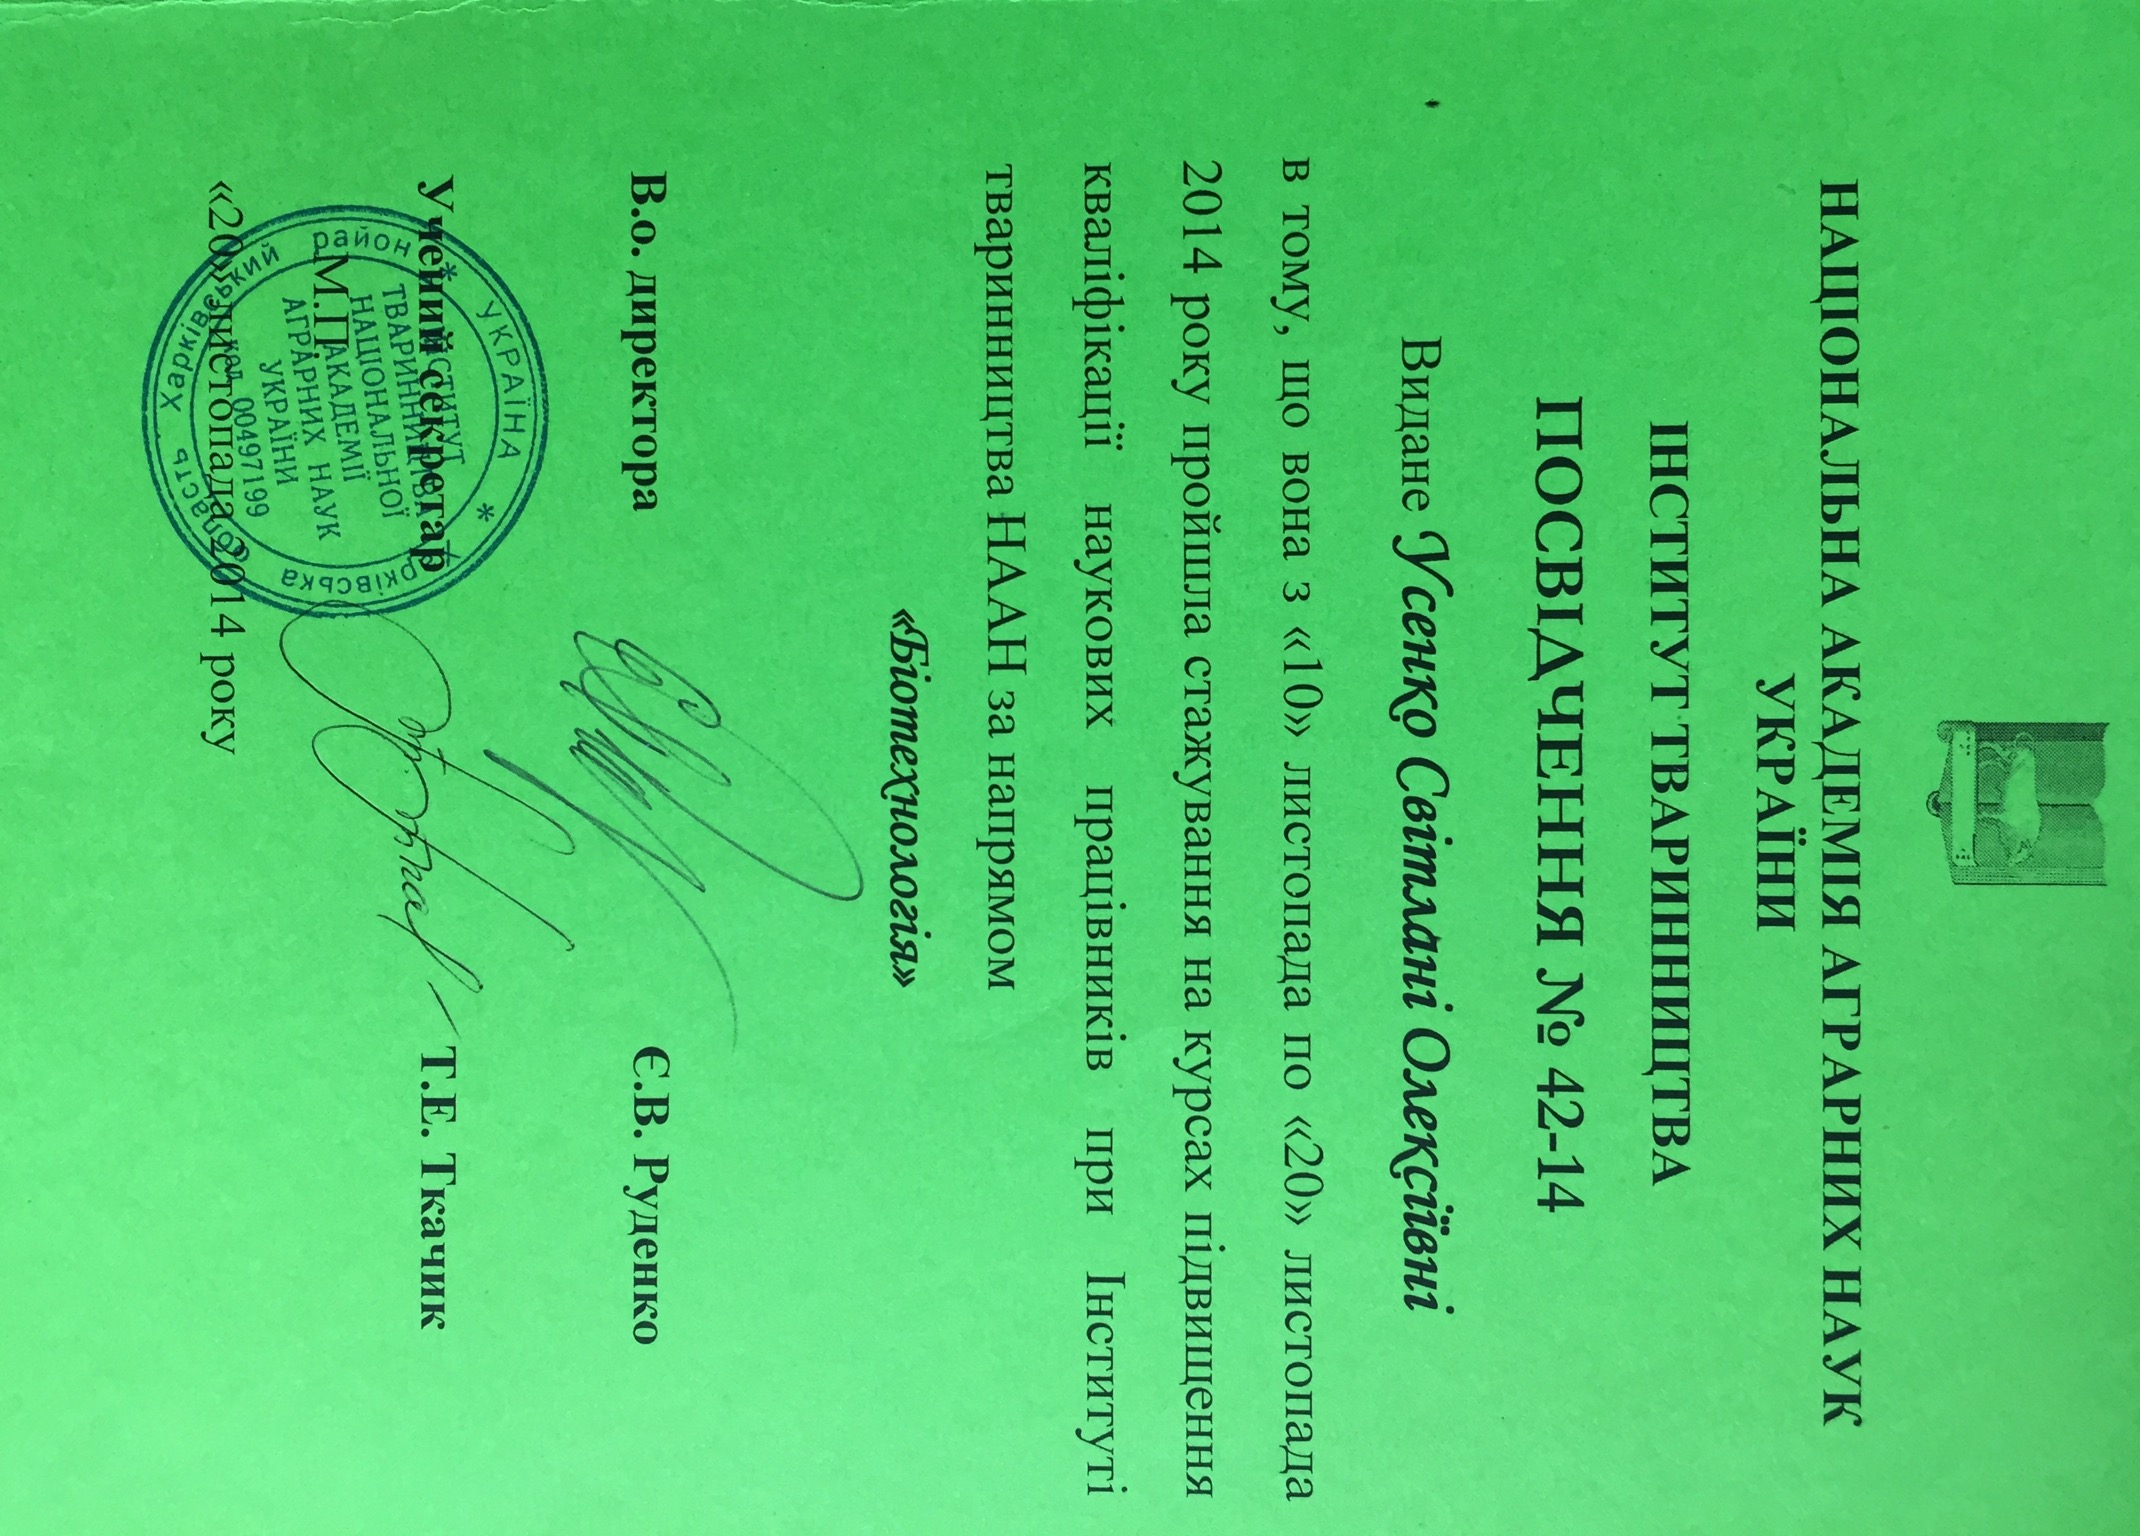 НАЦІОНАЛЬНА АКАДЕМІЯ АГРАРНИХ НАУК
УКРАЇНИ
ІНСТИТУТ ТВАРИННИЦТВА
ПОСВІДЧЕННЯ № 42-14
Видане Усенко Світлані Олексіївні
в тому, що вона з «10» листопада по «20» листопада
2014 року пройшла стажування на курсах підвищення
кваліфікації наукових працівників при Інституті
тваринництва НААН за напрямом
«Біотехнологія»
В.о. директора Є.В. Руденко
Учений секретар Т.Е. Ткачик
М.П.
«20» листопада 2014 року
УКРАЇНА * Харківська область * Харківський район *
ІНСТИТУТ
ТВАРИННИЦТВА
НАЦІОНАЛЬНОЇ
АКАДЕМІЇ
АГРАРНИХ НАУК
УКРАЇНИ
код 00497199